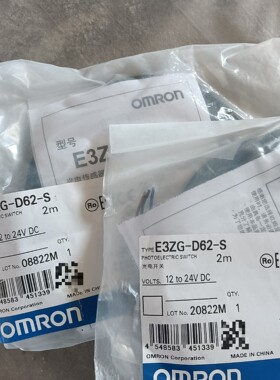 OMRON
型号
E3Z
G-D62-S
SWITCH 2m
12 to 24V DC
QTY.
LOT No. 08822M 1
4 548583 451339
MADE IN CHINA
OMRON
OMRON Corporation
OMRON
TYPE E3ZG-D62-S
PHOTOELECTRIC SWITCH 2m
光电开关
VOLTS. 12 to 24V DC
QTY.
LOT No. 20822M 1
4 548583 451339
MADE IN CHINA
OMRON Corporation